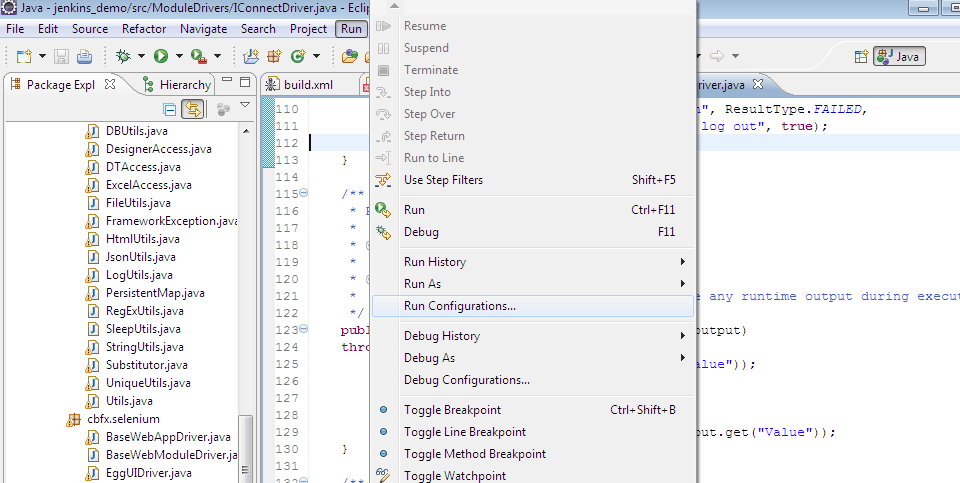 Java - jenkins_demo/src/ModuleDrivers/IConnectDriver.java - Eclip
File Edit Source Refactor Navigate Search Project Run
Java
Package Expl Hierarchy
DBUtils.java
DesignerAccess.java
DTAccess.java
ExcelAccess.java
FileUtils.java
FrameworkException.java
HtmlUtils.java
JsonUtils.java
LogUtils.java
PersistentMap.java
RegExUtils.java
SleepUtils.java
StringUtils.java
Substitutor.java
UniqueUtils.java
Utils.java
cbfx.selenium
BaseWebAppDriver.java
BaseWebModuleDriver.ja
EggUIDriver.java
build.xml
river.java
110 ", ResultType.FAILED,
111 log out", true);
112
113 }
114
115 /**
116 *
117 *
118 *
119 *
120 *
121 * e any runtime output during execut
122 */
123 publ output)
124 thro
125 alue"));
126
127
128
129 put.get("Value"));
130 }
131
132 /**
Resume
Suspend
Terminate
Step Into
Step Over
Step Return
Run to Line
Use Step Filters Shift+F5
Run Ctrl+F11
Debug F11
Run History
Run As
Run Configurations...
Debug History
Debug As
Debug Configurations...
Toggle Breakpoint Ctrl+Shift+B
Toggle Line Breakpoint
Toggle Method Breakpoint
Toggle Watchpoint